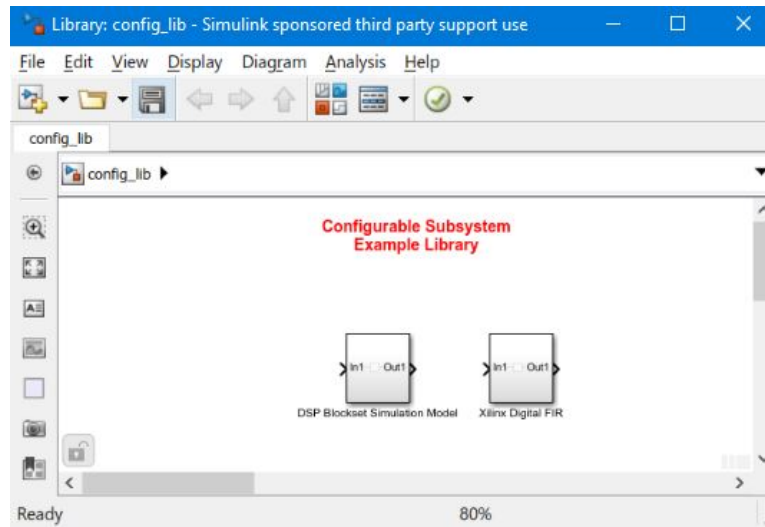 Library: config_lib - Simulink sponsored third party support use
File Edit View Display Diagram Analysis Help
config_lib
config_lib
Configurable Subsystem
Example Library
In1 Out1 In1 Out1
DSP Blockset Simulation Model Xilinx Digital FIR
Ready 80%